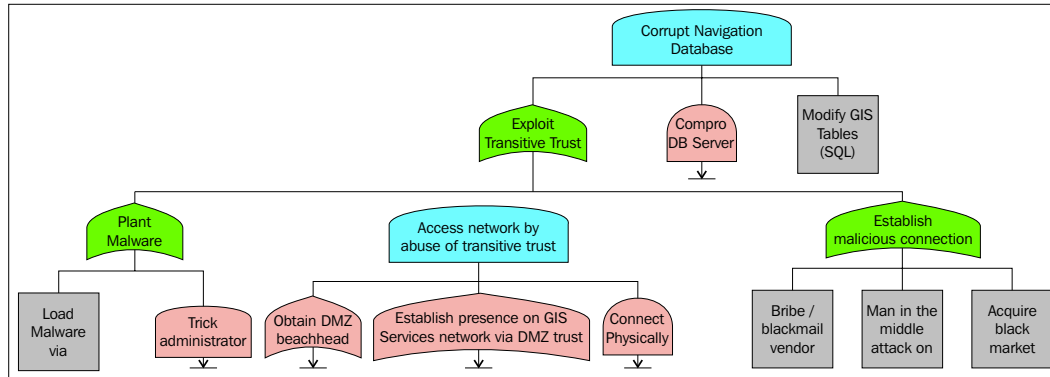 Corrupt Navigation
Database
Exploit
Transitive Trust
Compro
DB Server
Modify GIS
Tables
(SQL)
Plant
Malware
Access network by
abuse of transitive trust
Establish
malicious connection
Load
Malware
via
Trick
administrator
Obtain DMZ
beachhead
Establish presence on GIS
Services network via DMZ trust
Connect
Physically
Bribe /
blackmail
vendor
Man in the
middle
attack on
Acquire
black
market